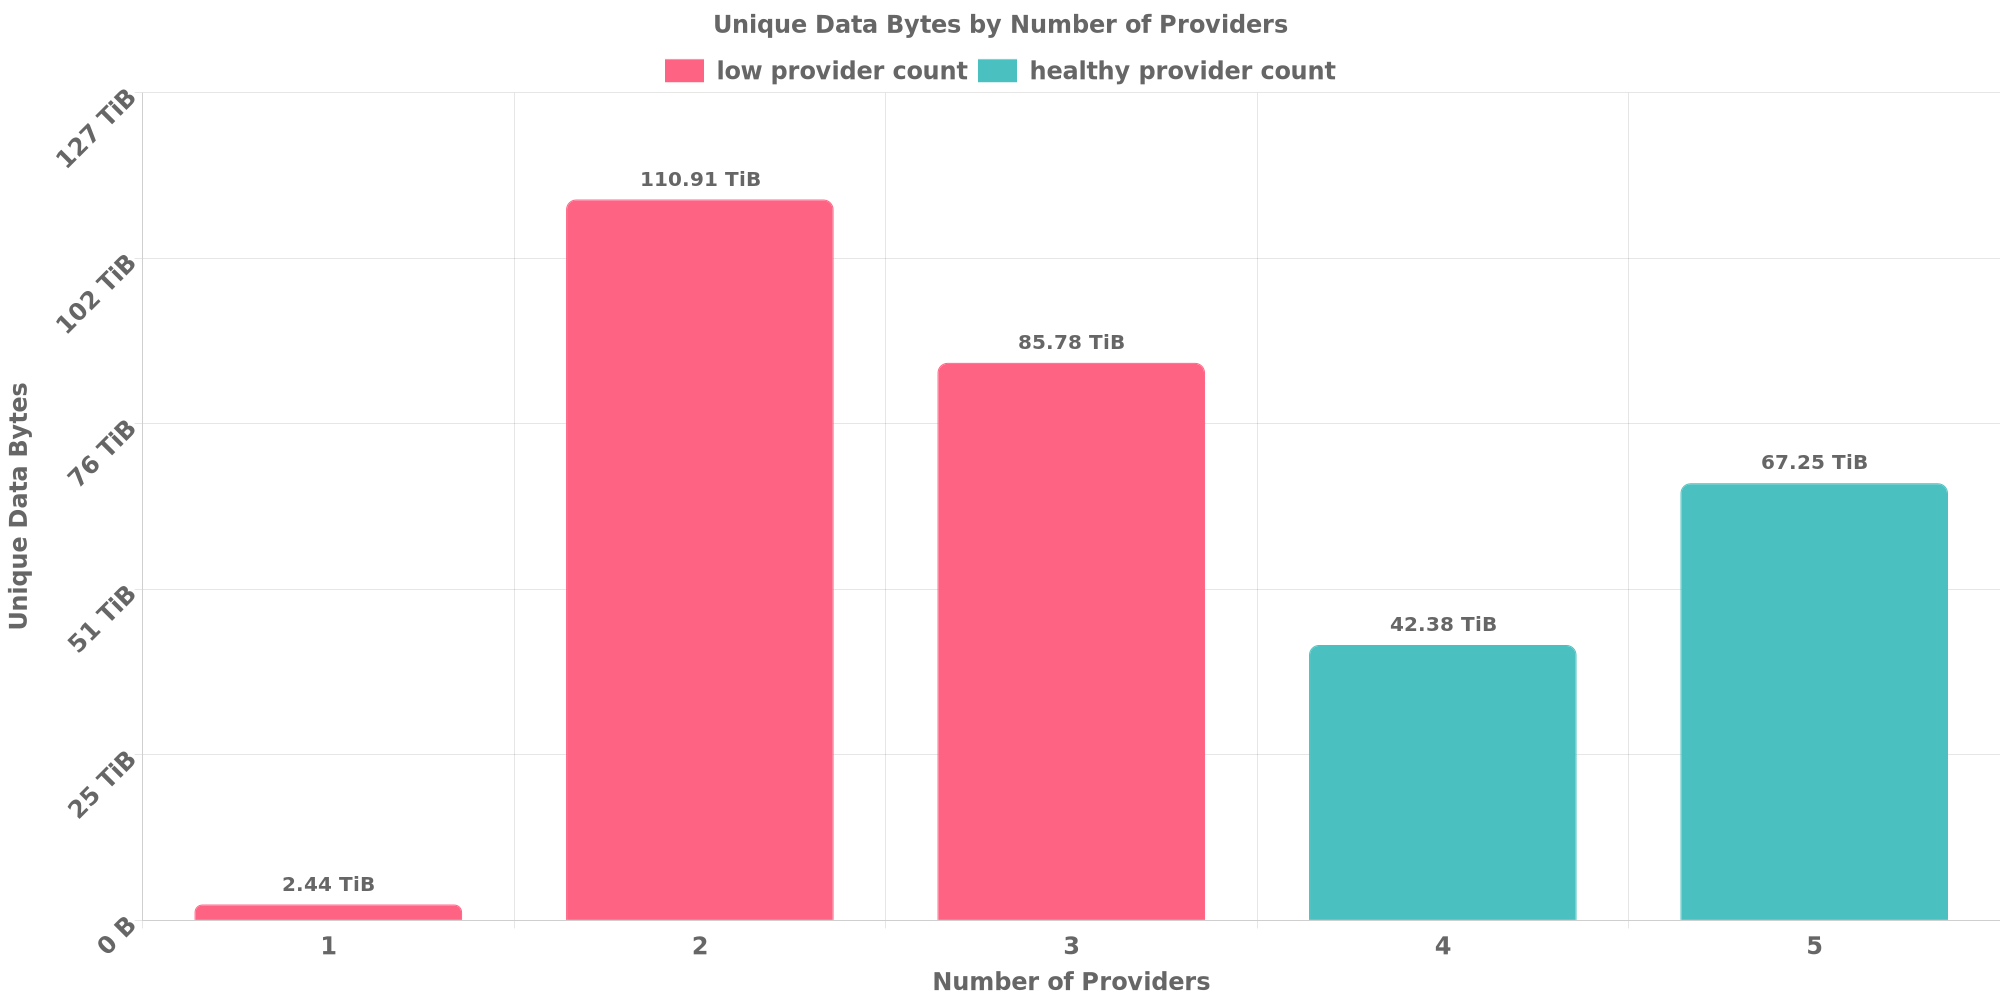 Unique Data Bytes by Number of Providers
low provider count healthy provider count
127 TiB
102 TiB
76 TiB
51 TiB
25 TiB
0 B
Unique Data Bytes
2.44 TiB
110.91 TiB
85.78 TiB
42.38 TiB
67.25 TiB
1 2 3 4 5
Number of Providers